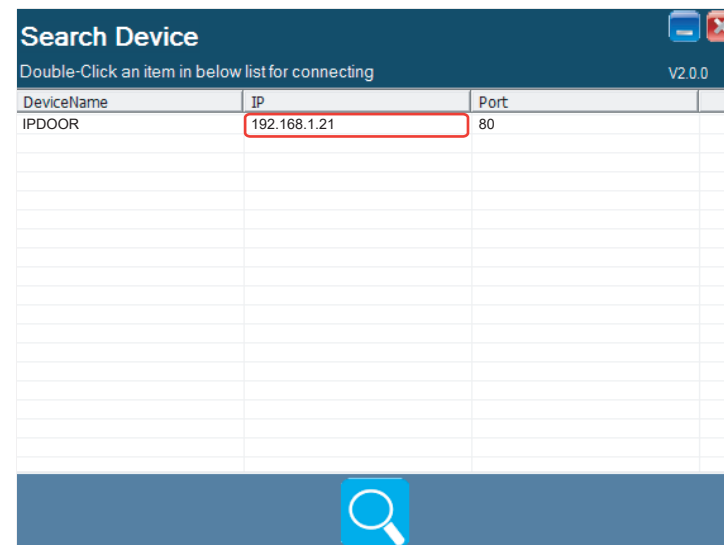 Search Device
Double-Click an item in below list for connecting V2.0.0
DeviceName IP Port
IPDOOR 192.168.1.21 80